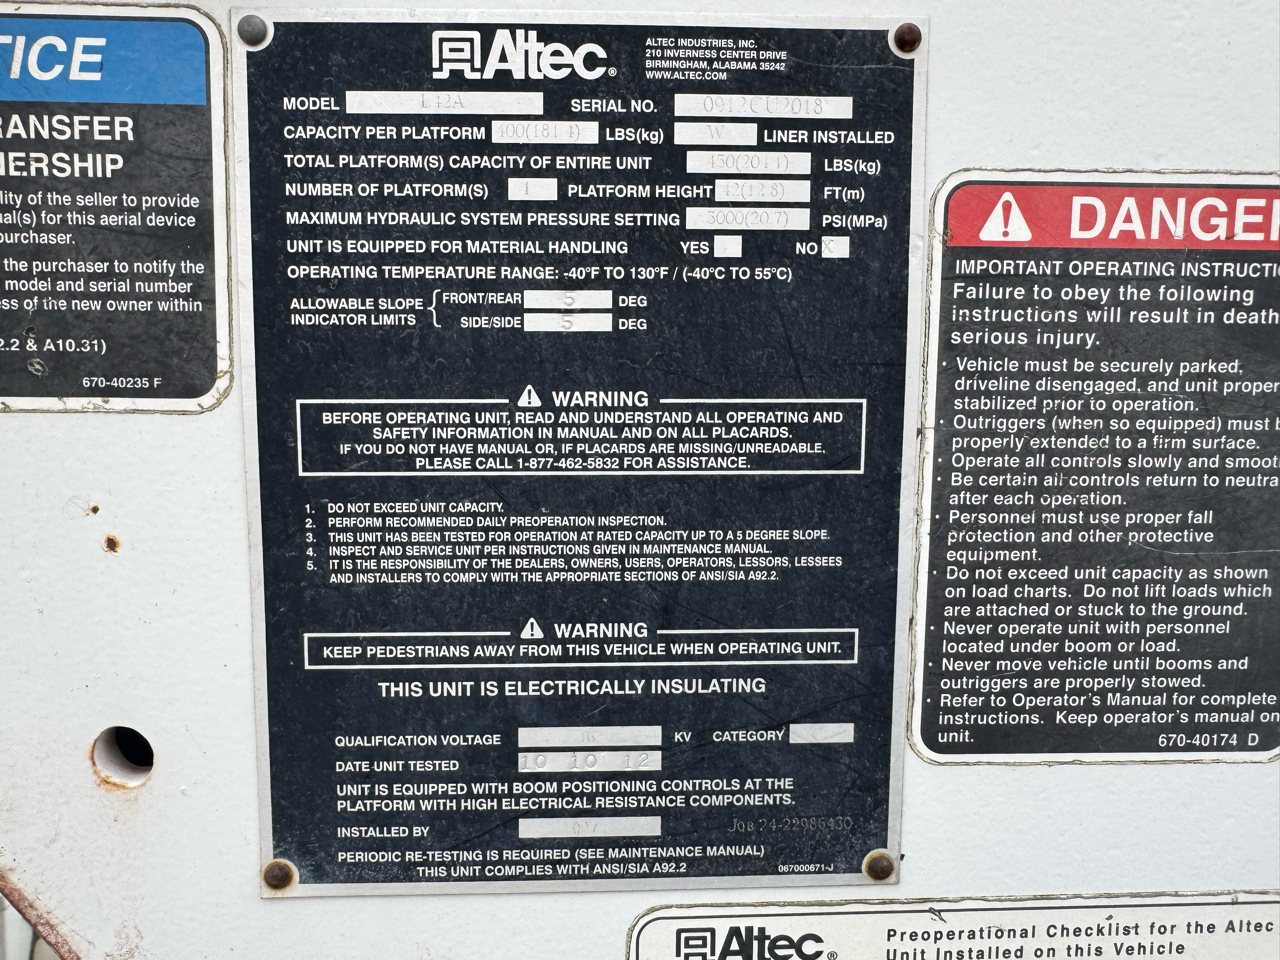 TICE
RANSFER
NERSHIP
lity of the seller to provide
ual(s) for this aerial device
purchaser.
the purchaser to notify the
model and serial number
ess of the new owner within
2.2 & A10.31)
670-40235 F
Altec®
ALTEC INDUSTRIES, INC.
210 INVERNESS CENTER DRIVE
BIRMINGHAM, ALABAMA 35242
WWW.ALTEC.COM
MODEL L42A SERIAL NO. 0912CU2018
CAPACITY PER PLATFORM 400(181.4) LBS(kg) W LINER INSTALLED
TOTAL PLATFORM(S) CAPACITY OF ENTIRE UNIT 450(204.1) LBS(kg)
NUMBER OF PLATFORM(S) 1 PLATFORM HEIGHT 42(12.8) FT(m)
MAXIMUM HYDRAULIC SYSTEM PRESSURE SETTING 3000(20.7) PSI(MPa)
UNIT IS EQUIPPED FOR MATERIAL HANDLING YES NO X
OPERATING TEMPERATURE RANGE: -40°F TO 130°F / (-40°C TO 55°C)
ALLOWABLE SLOPE INDICATOR LIMITS
FRONT/REAR 5 DEG
SIDE/SIDE 5 DEG
WARNING
BEFORE OPERATING UNIT, READ AND UNDERSTAND ALL OPERATING AND
SAFETY INFORMATION IN MANUAL AND ON ALL PLACARDS.
IF YOU DO NOT HAVE MANUAL OR, IF PLACARDS ARE MISSING/UNREADABLE,
PLEASE CALL 1-877-462-5832 FOR ASSISTANCE.
1. DO NOT EXCEED UNIT CAPACITY.
2. PERFORM RECOMMENDED DAILY PREOPERATION INSPECTION.
3. THIS UNIT HAS BEEN TESTED FOR OPERATION AT RATED CAPACITY UP TO A 5 DEGREE SLOPE.
4. INSPECT AND SERVICE UNIT PER INSTRUCTIONS GIVEN IN MAINTENANCE MANUAL.
5. IT IS THE RESPONSIBILITY OF THE DEALERS, OWNERS, USERS, OPERATORS, LESSORS, LESSEES
AND INSTALLERS TO COMPLY WITH THE APPROPRIATE SECTIONS OF ANSI/SIA A92.2.
WARNING
KEEP PEDESTRIANS AWAY FROM THIS VEHICLE WHEN OPERATING UNIT.
THIS UNIT IS ELECTRICALLY INSULATING
QUALIFICATION VOLTAGE KV CATEGORY
DATE UNIT TESTED 10 10 12
UNIT IS EQUIPPED WITH BOOM POSITIONING CONTROLS AT THE
PLATFORM WITH HIGH ELECTRICAL RESISTANCE COMPONENTS.
INSTALLED BY
JOB 24-22986430
PERIODIC RE-TESTING IS REQUIRED (SEE MAINTENANCE MANUAL)
THIS UNIT COMPLIES WITH ANSI/SIA A92.2
067000671-J
DANGER
IMPORTANT OPERATING INSTRUCTI
Failure to obey the following
instructions will result in death
serious injury.
· Vehicle must be securely parked,
driveline disengaged, and unit proper
stabilized prior to operation.
· Outriggers (when so equipped) must b
properly extended to a firm surface.
· Operate all controls slowly and smoot
· Be certain all controls return to neutra
after each operation.
· Personnel must use proper fall
protection and other protective
equipment.
· Do not exceed unit capacity as shown
on load charts. Do not lift loads which
are attached or stuck to the ground.
· Never operate unit with personnel
located under boom or load.
· Never move vehicle until booms and
outriggers are properly stowed.
· Refer to Operator's Manual for complete
instructions. Keep operator's manual on
unit.
670-40174 D
Altec®
Preoperational Checklist for the Altec
Unit Installed on this Vehicle